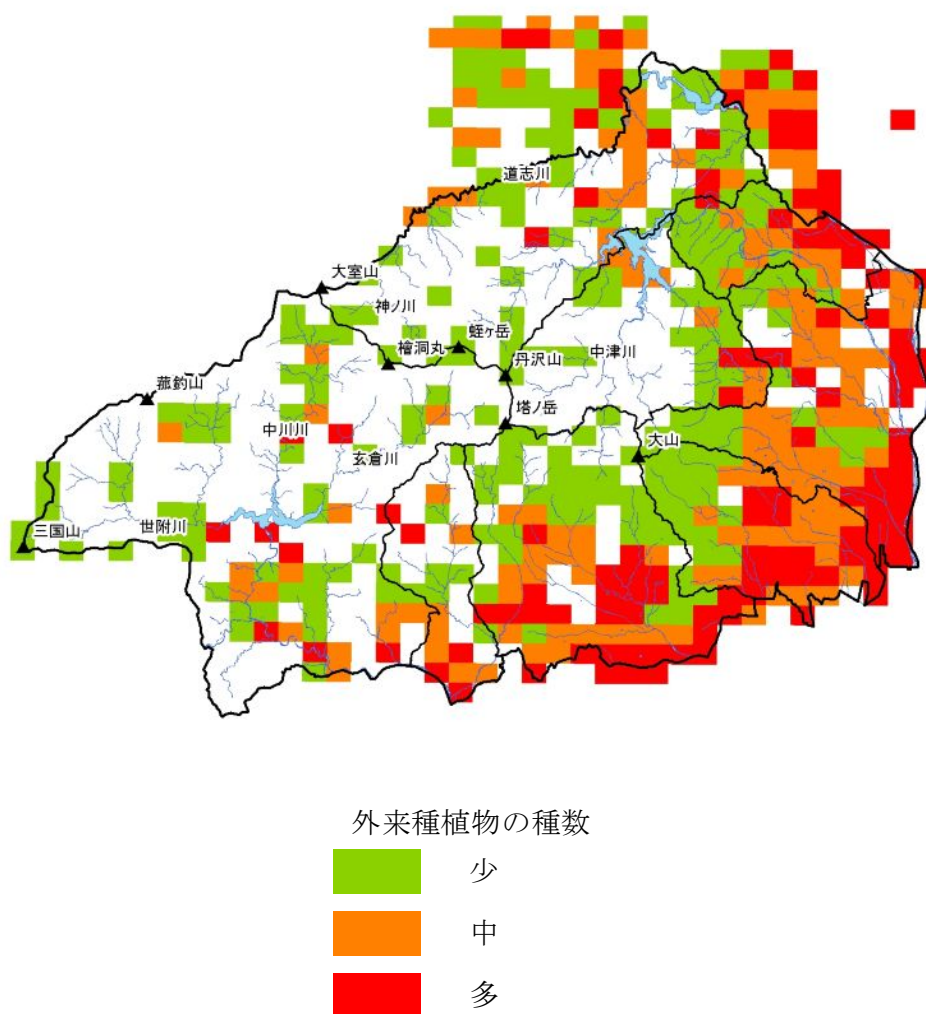 道志川
大室山
神ノ川
蛭ヶ岳
檜洞丸
丹沢山
中津川
菰釣山
塔ノ岳
中川川
大山
玄倉川
三国山
世附川
外来種植物の種数
少
中
多